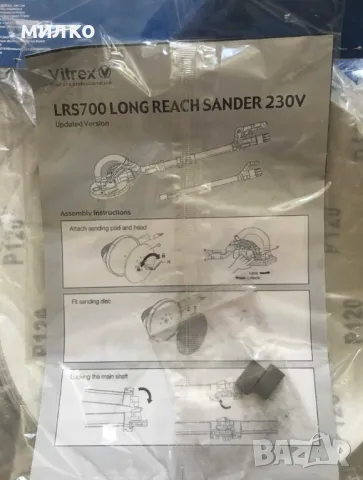 МИЛКО
Vitrex
LRS700 LONG REACH SANDER 230V
Updated Version
Assembly Instructions
Attach sanding pad and head
Fit sanding disc
Locking the main shaft
P120
P120
P120
P120
BAZAR